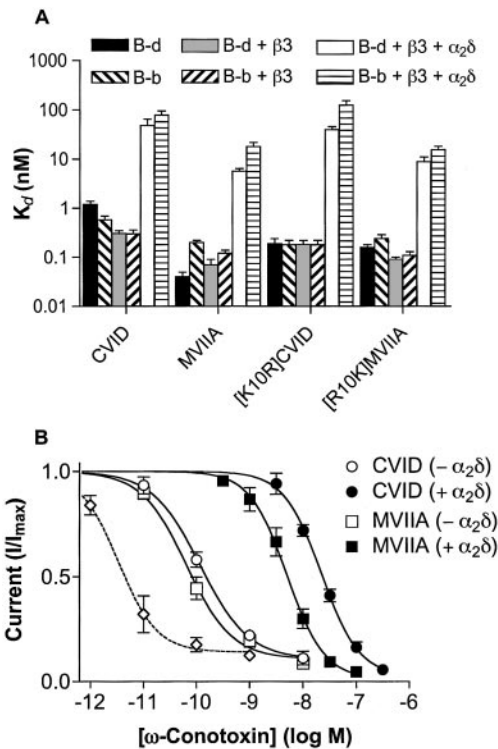 A
B-d B-d + β3 B-d + β3 + α₂δ
B-b B-b + β3 B-b + β3 + α₂δ
1000
100
10
1
0.1
0.01
K_d (nM)
CVID MVIIA [K10R]CVID [R10K]MVIIA
B
CVID (− α₂δ)
CVID (+ α₂δ)
MVIIA (− α₂δ)
MVIIA (+ α₂δ)
1.0
0.5
0.0
Current (I/I_max)
-12 -11 -10 -9 -8 -7 -6
[ω-Conotoxin] (log M)